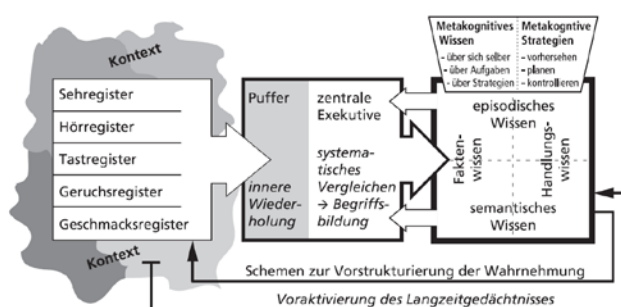 Kontext
Sehregister
Hörregister
Tastregister
Geruchsregister
Geschmacksregister
Kontext
Puffer
innere
Wieder-
holung
zentrale
Exekutive
systema-
tisches
Vergleichen
→ Begriffs-
bildung
Metakognitives
Wissen
- über sich selber
- über Aufgaben
- über Strategien
Metakogntive
Strategien
- vorhersehen
- planen
- kontrollieren
episodisches
Wissen
Fakten-
wissen
Handlungs-
wissen
semantisches
Wissen
Schemen zur Vorstrukturierung der Wahrnehmung
Voraktivierung des Langzeitgedächtnisses